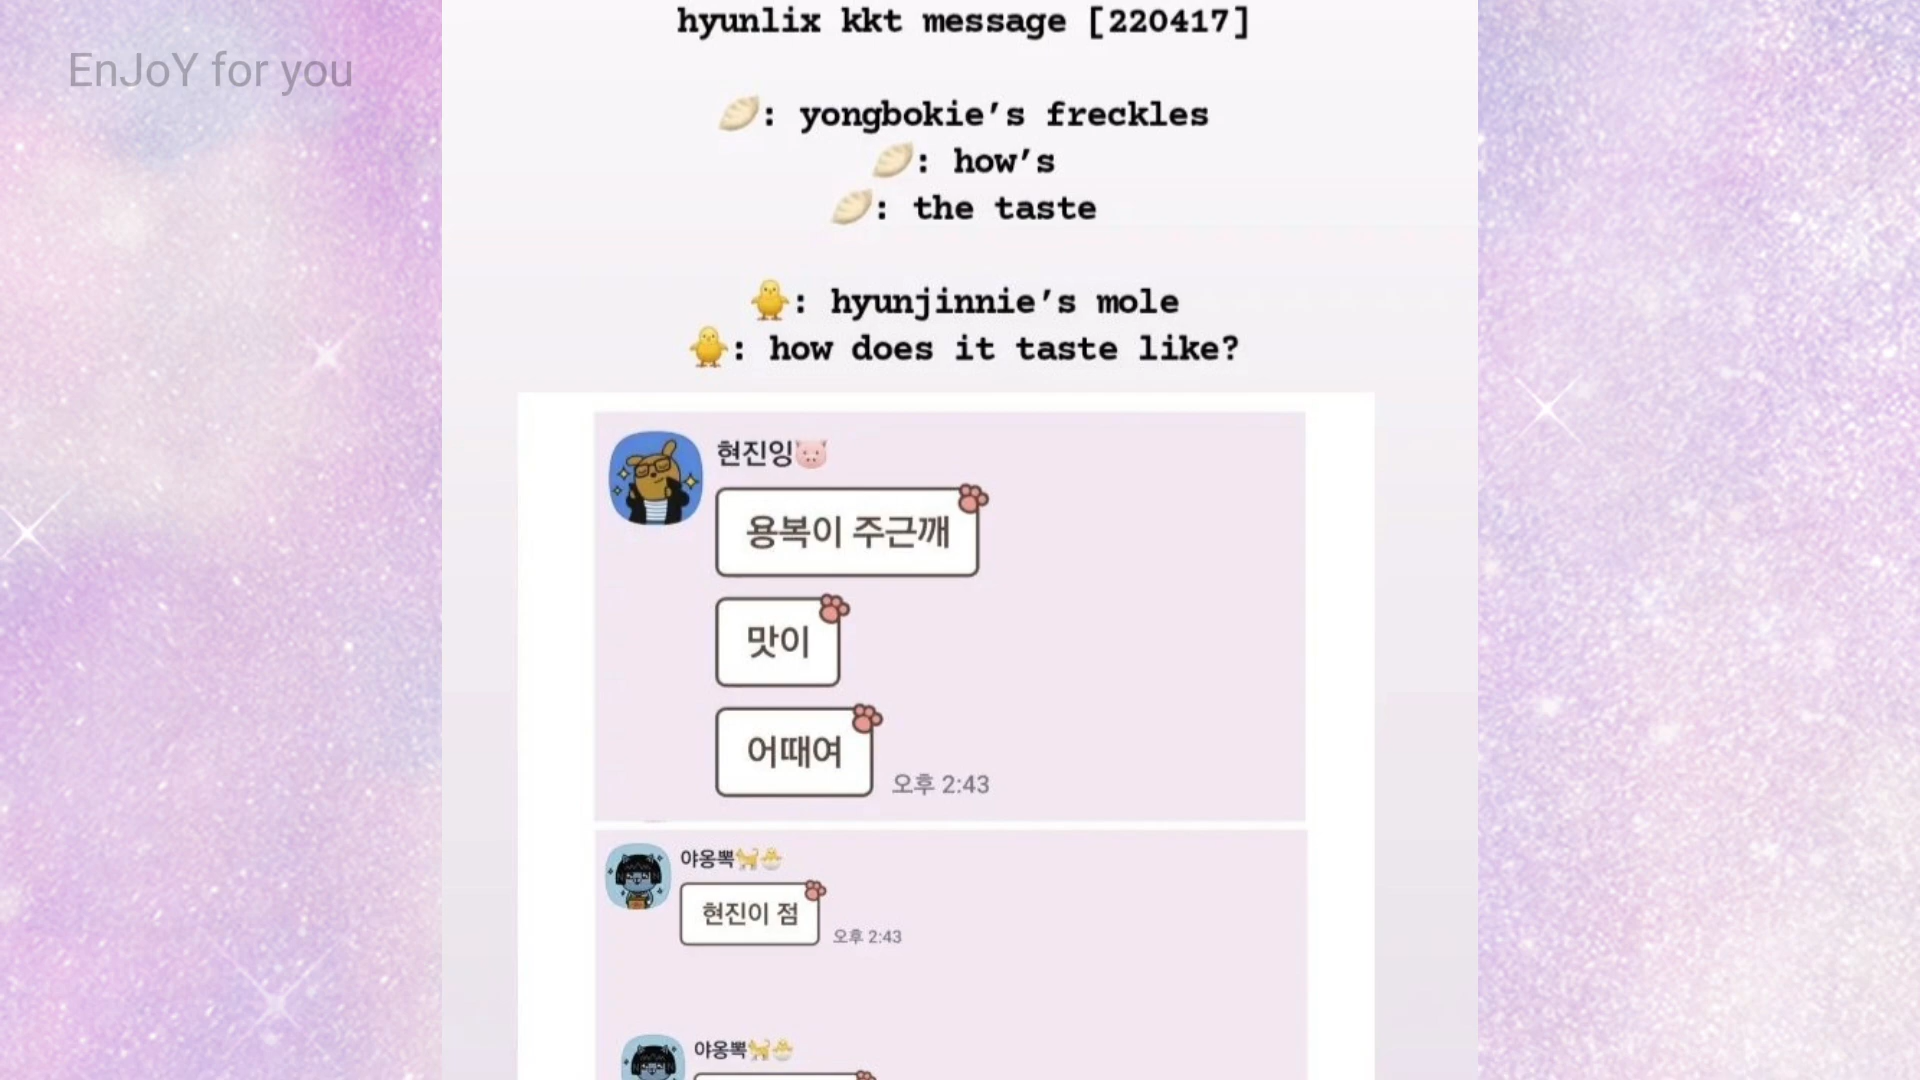 EnJoY for you
hyunlix kkt message [220417]
🥟: yongbokie’s freckles
🥟: how’s
🥟: the taste
🐥: hyunjinnie’s mole
🐥: how does it taste like?
현진잉🐷
용복이 주근깨
맛이
어때여
오후 2:43
야옹뽁🐈🐣
현진이 점
오후 2:43
야옹뽁🐈🐣